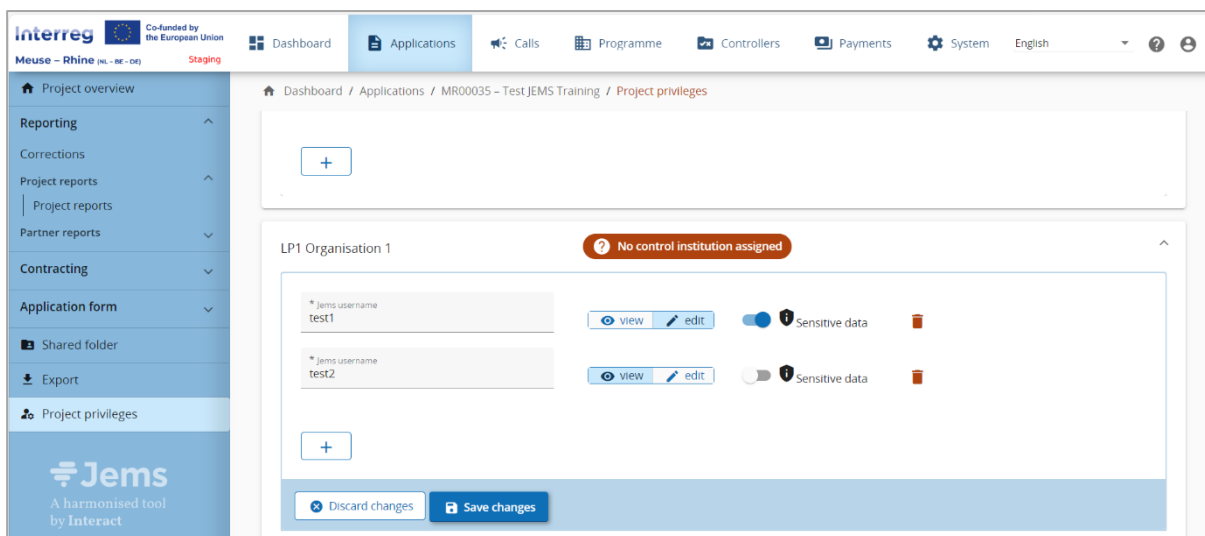 Interreg
Co-funded by
the European Union
Meuse – Rhine (NL – BE – DE)
Staging
Dashboard
Applications
Calls
Programme
Controllers
Payments
System
English
Project overview
Reporting
Corrections
Project reports
Project reports
Partner reports
Contracting
Application form
Shared folder
Export
Project privileges
Jems
A harmonised tool
by Interact
Dashboard / Applications / MR00035 – Test JEMS Training / Project privileges
+
LP1 Organisation 1
No control institution assigned
* Jems username
test1
view
edit
Sensitive data
* Jems username
test2
view
edit
Sensitive data
+
Discard changes
Save changes